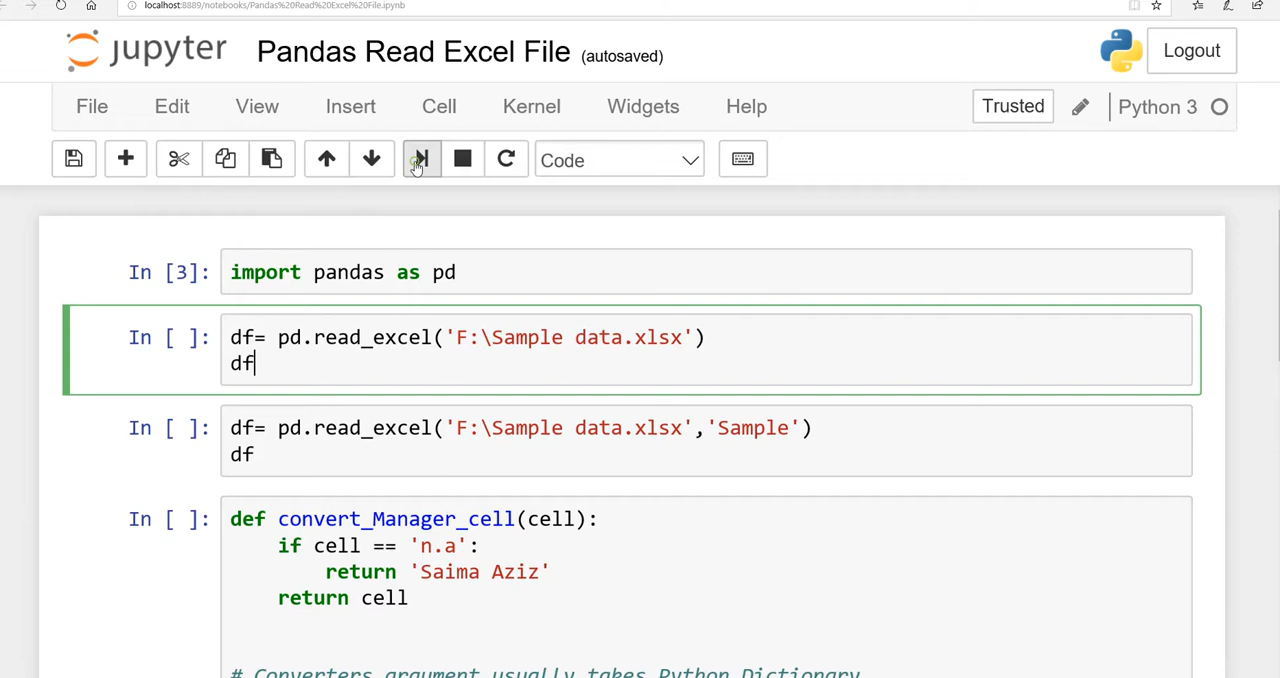 localhost:8889/notebooks/Pandas%20Read%20Excel%20File.ipynb
jupyter Pandas Read Excel File (autosaved) Logout
File Edit View Insert Cell Kernel Widgets Help Trusted Python 3
Code
In [3]: import pandas as pd
In [ ]: df= pd.read_excel('F:\Sample data.xlsx')
df
In [ ]: df= pd.read_excel('F:\Sample data.xlsx','Sample')
df
In [ ]: def convert_Manager_cell(cell):
if cell == 'n.a':
return 'Saima Aziz'
return cell
# Converters argument usually takes Python Dictionary